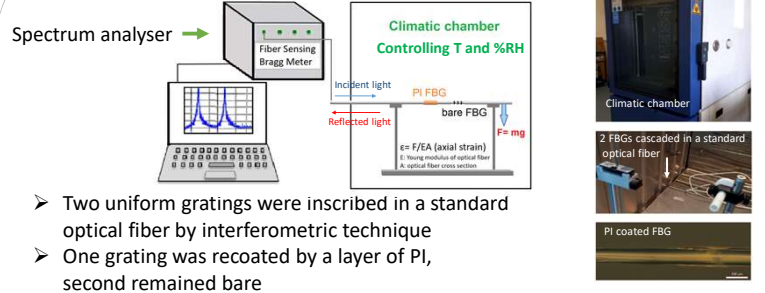 Spectrum analyser
Fiber Sensing
Bragg Meter
Climatic chamber
Controlling T and %RH
Incident light
Reflected light
PI FBG
bare FBG
F= mg
ε= F/EA (axial strain)
E: Young modulus of optical fiber
A: optical fiber cross section
Climatic chamber
2 FBGs cascaded in a standard
optical fiber
PI coated FBG
➢ Two uniform gratings were inscribed in a standard
optical fiber by interferometric technique
➢ One grating was recoated by a layer of PI,
second remained bare